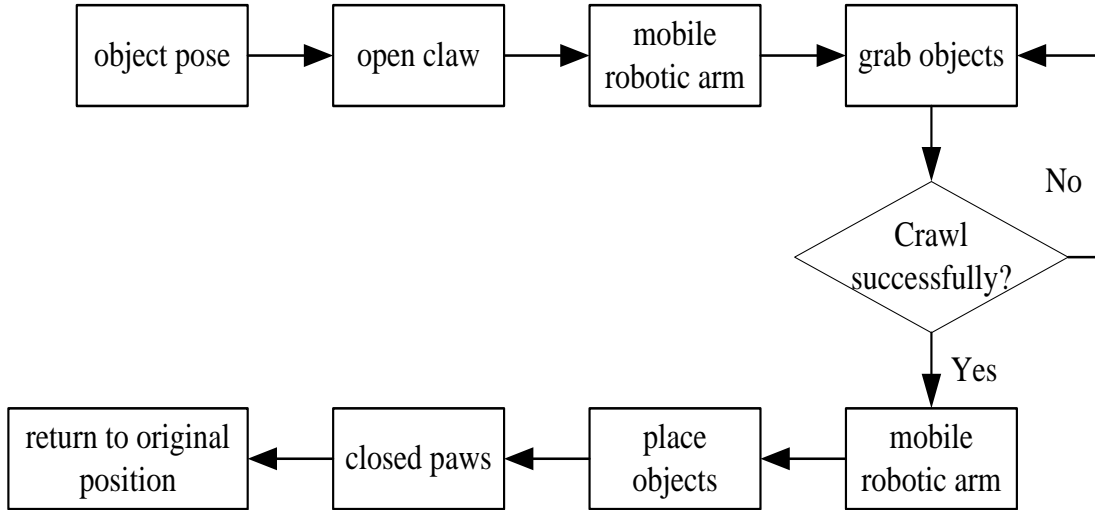 object pose
open claw
mobile
robotic arm
grab objects
No
Crawl
successfully?
Yes
return to original
position
closed paws
place
objects
mobile
robotic arm